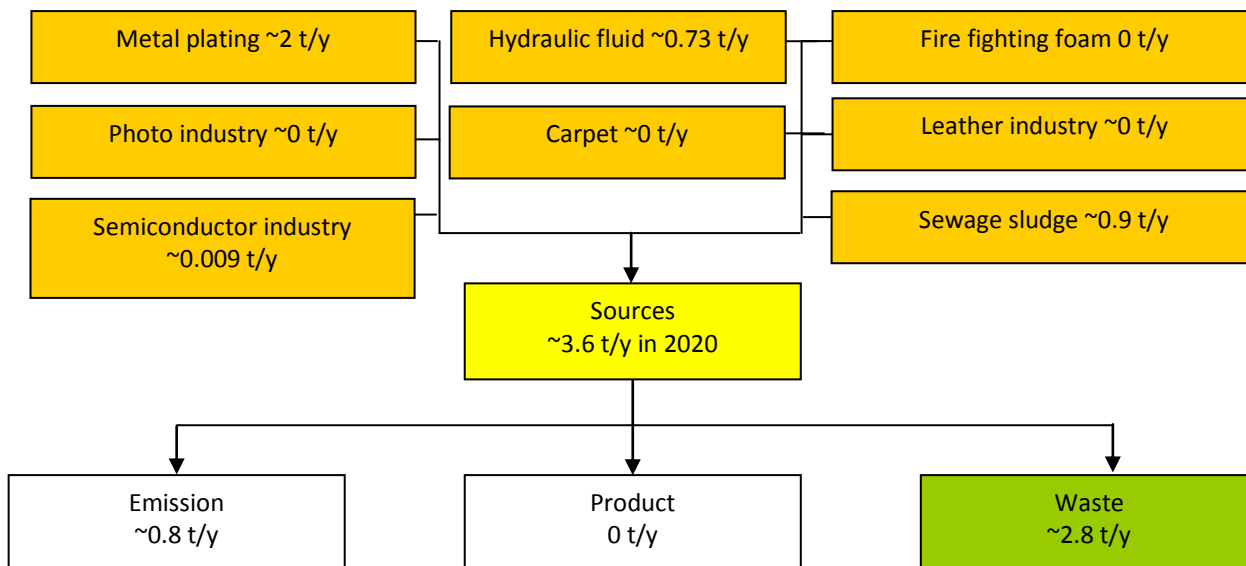 Metal plating ~2 t/y
Hydraulic fluid ~0.73 t/y
Fire fighting foam 0 t/y
Photo industry ~0 t/y
Carpet ~0 t/y
Leather industry ~0 t/y
Semiconductor industry
~0.009 t/y
Sewage sludge ~0.9 t/y
Sources
~3.6 t/y in 2020
Emission
~0.8 t/y
Product
0 t/y
Waste
~2.8 t/y